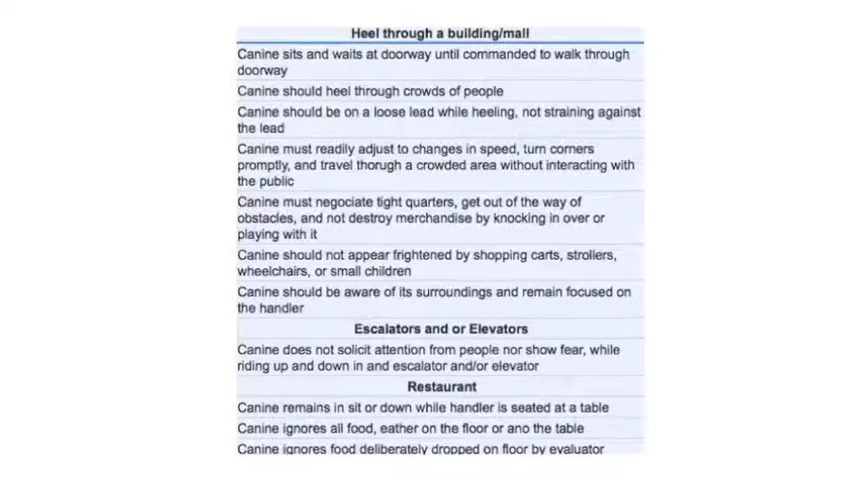 Heel through a building/mall
Canine sits and waits at doorway until commanded to walk through
doorway
Canine should heel through crowds of people
Canine should be on a loose lead while heeling, not straining against
the lead
Canine must readily adjust to changes in speed, turn corners
promptly, and travel thorugh a crowded area without interacting with
the public
Canine must negociate tight quarters, get out of the way of
obstacles, and not destroy merchandise by knocking in over or
playing with it
Canine should not appear frightened by shopping carts, strollers,
wheelchairs, or small children
Canine should be aware of its surroundings and remain focused on
the handler
Escalators and or Elevators
Canine does not solicit attention from people nor show fear, while
riding up and down in and escalator and/or elevator
Restaurant
Canine remains in sit or down while handler is seated at a table
Canine ignores all food, eather on the floor or ano the table
Canine ignores food deliberately dropped on floor by evaluator